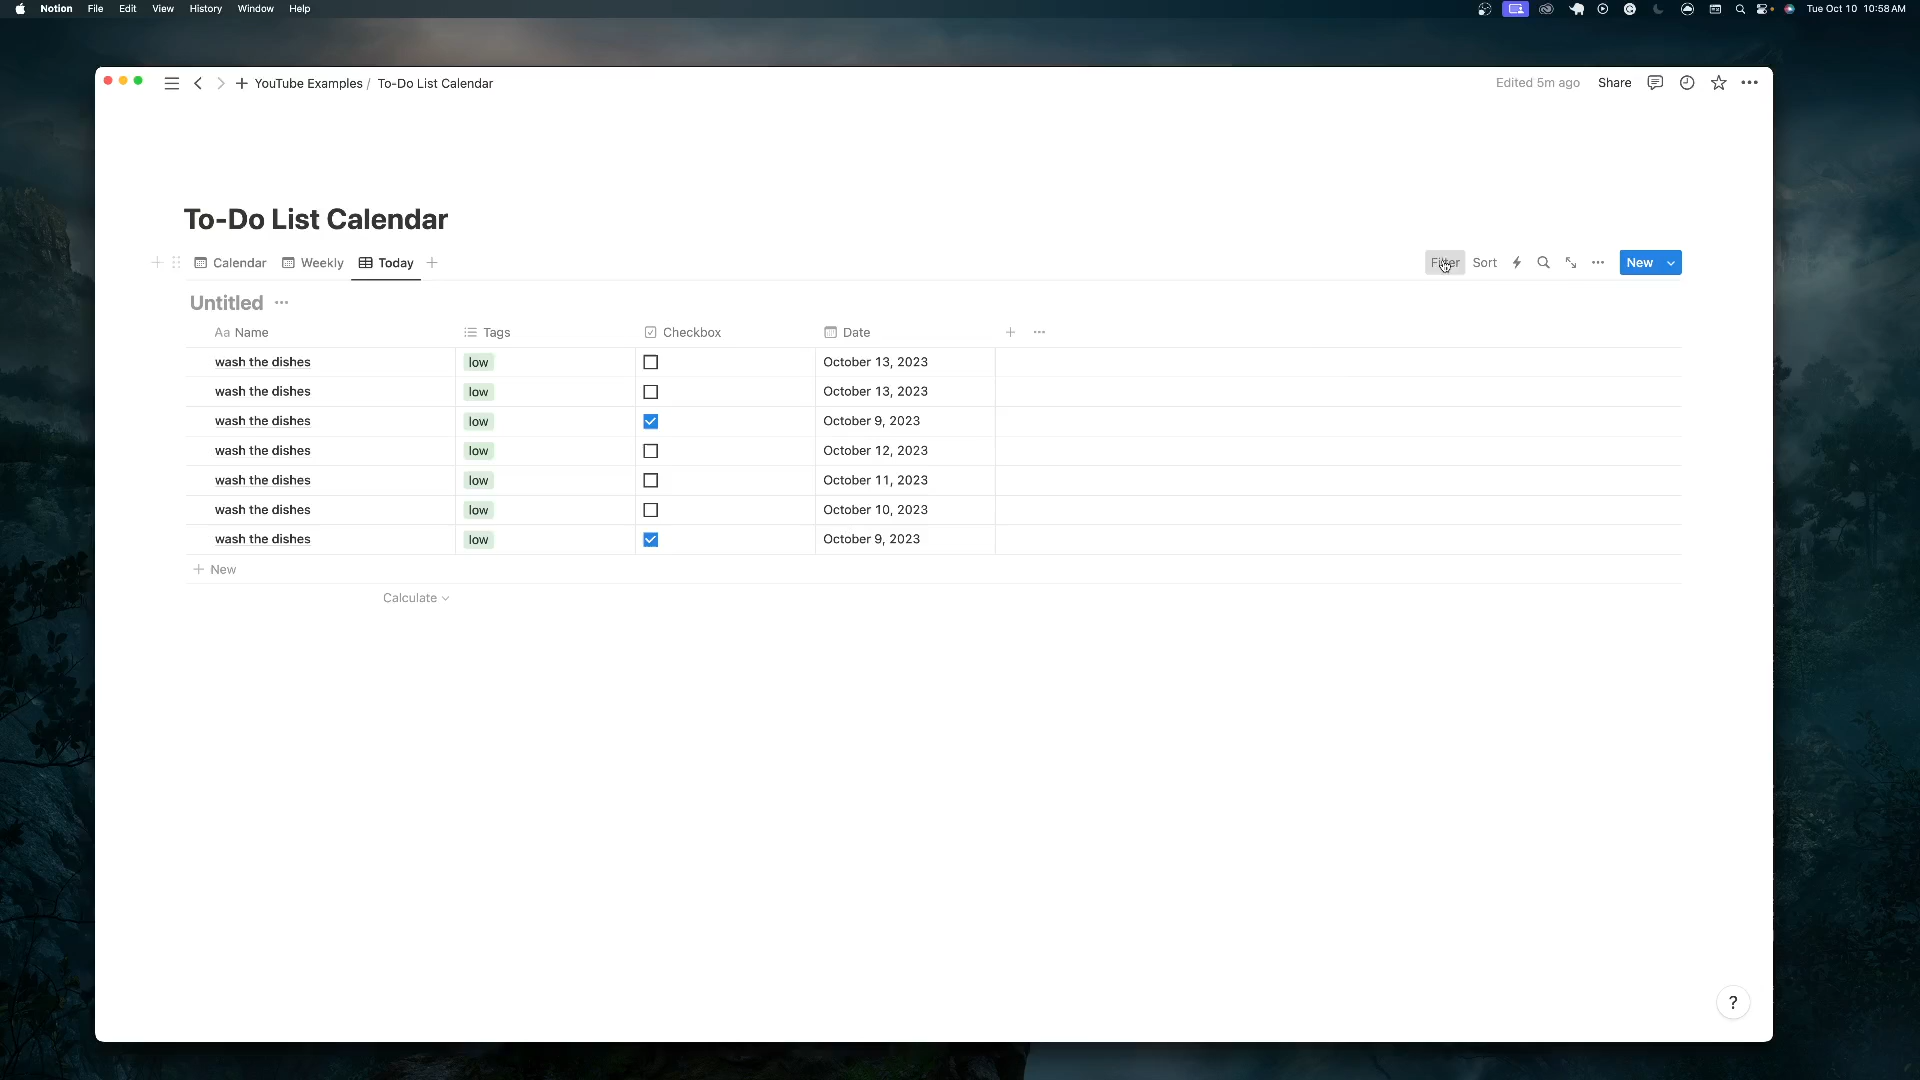 Notion File Edit View History Window Help Tue Oct 10 10:58 AM
YouTube Examples / To-Do List Calendar Edited 5m ago Share
To-Do List Calendar
Calendar Weekly Today Filter Sort New
Untitled
Aa Name Tags Checkbox Date
wash the dishes low October 13, 2023
wash the dishes low October 13, 2023
wash the dishes low October 9, 2023
wash the dishes low October 12, 2023
wash the dishes low October 11, 2023
wash the dishes low October 10, 2023
wash the dishes low October 9, 2023
+ New
Calculate
?